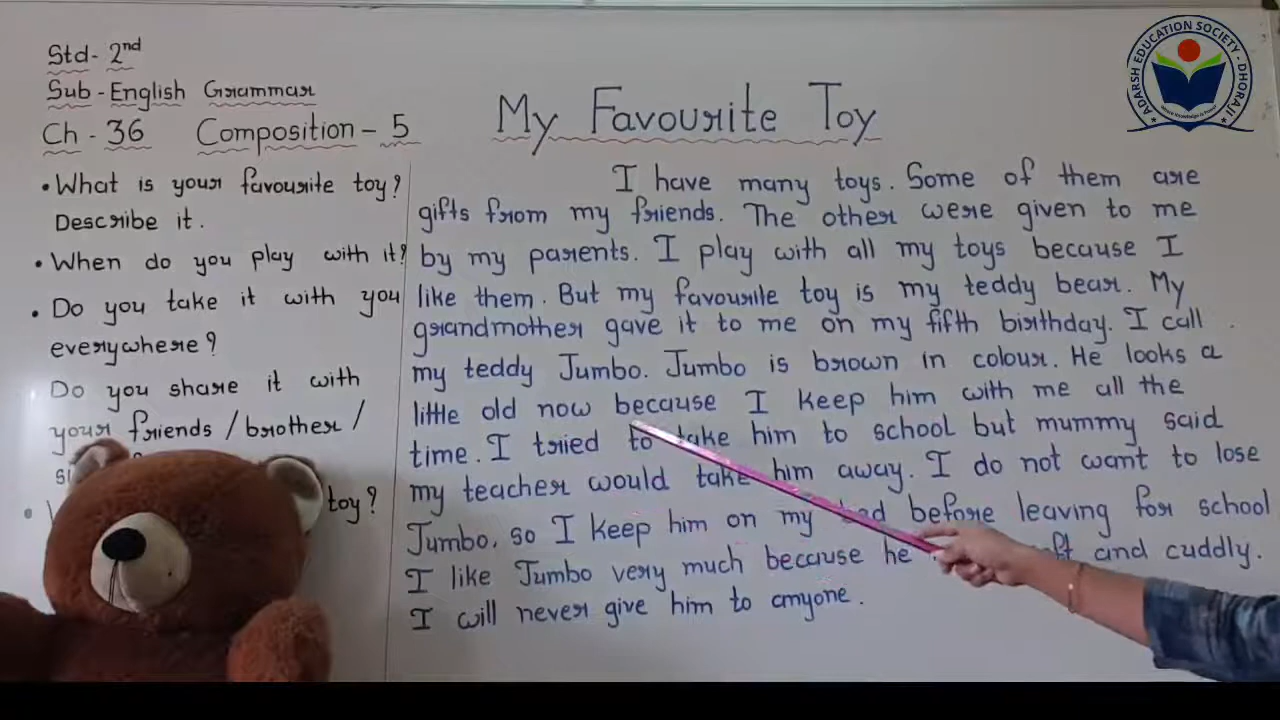 Std - 2nd
Sub - English Grammar
Ch - 36 Composition - 5
• What is your favourite toy?
Describe it.
• When do you play with it?
• Do you take it with you
everywhere?
Do you share it with
your friends / brother /
toy?
My Favourite Toy
I have many toys. Some of them are
gifts from my friends. The other were given to me
by my parents. I play with all my toys because I
like them. But my favourite toy is my teddy bear. My
grandmother gave it to me on my fifth birthday. I call
my teddy Jumbo. Jumbo is brown in colour. He looks a
little old now because I keep him with me all the
time. I tried to take him to school but mummy said
my teacher would take him away. I do not want to lose
Jumbo, so I keep him on my bed before leaving for school
I like Jumbo very much because he and cuddly.
I will never give him to anyone.
ADARSH EDUCATION SOCIETY - DHORAJI